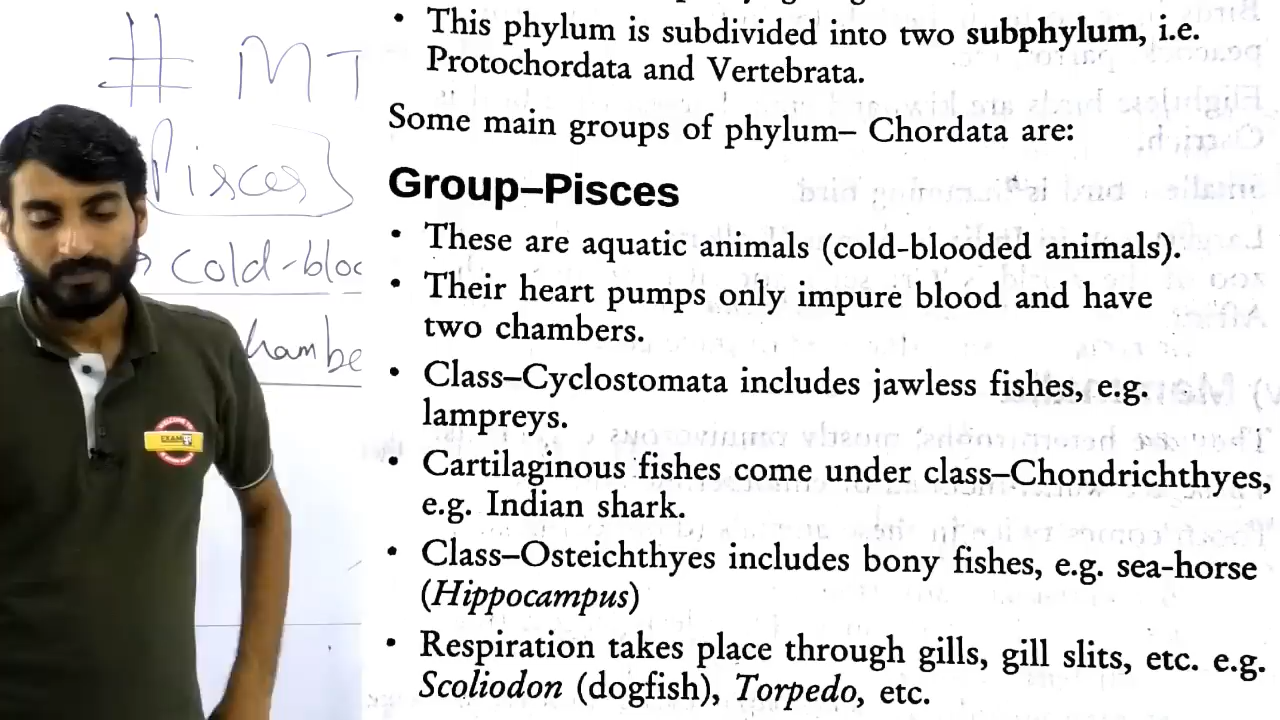 # MT
Pisces
cold-bloo
chambe
• This phylum is subdivided into two subphylum, i.e.
Protochordata and Vertebrata.
Some main groups of phylum– Chordata are:
Group–Pisces
• These are aquatic animals (cold-blooded animals).
• Their heart pumps only impure blood and have
two chambers.
• Class–Cyclostomata includes jawless fishes, e.g.
lampreys.
• Cartilaginous fishes come under class–Chondrichthyes,
e.g. Indian shark.
• Class–Osteichthyes includes bony fishes, e.g. sea-horse
(Hippocampus)
• Respiration takes place through gills, gill slits, etc. e.g.
Scoliodon (dogfish), Torpedo, etc.
EXAM